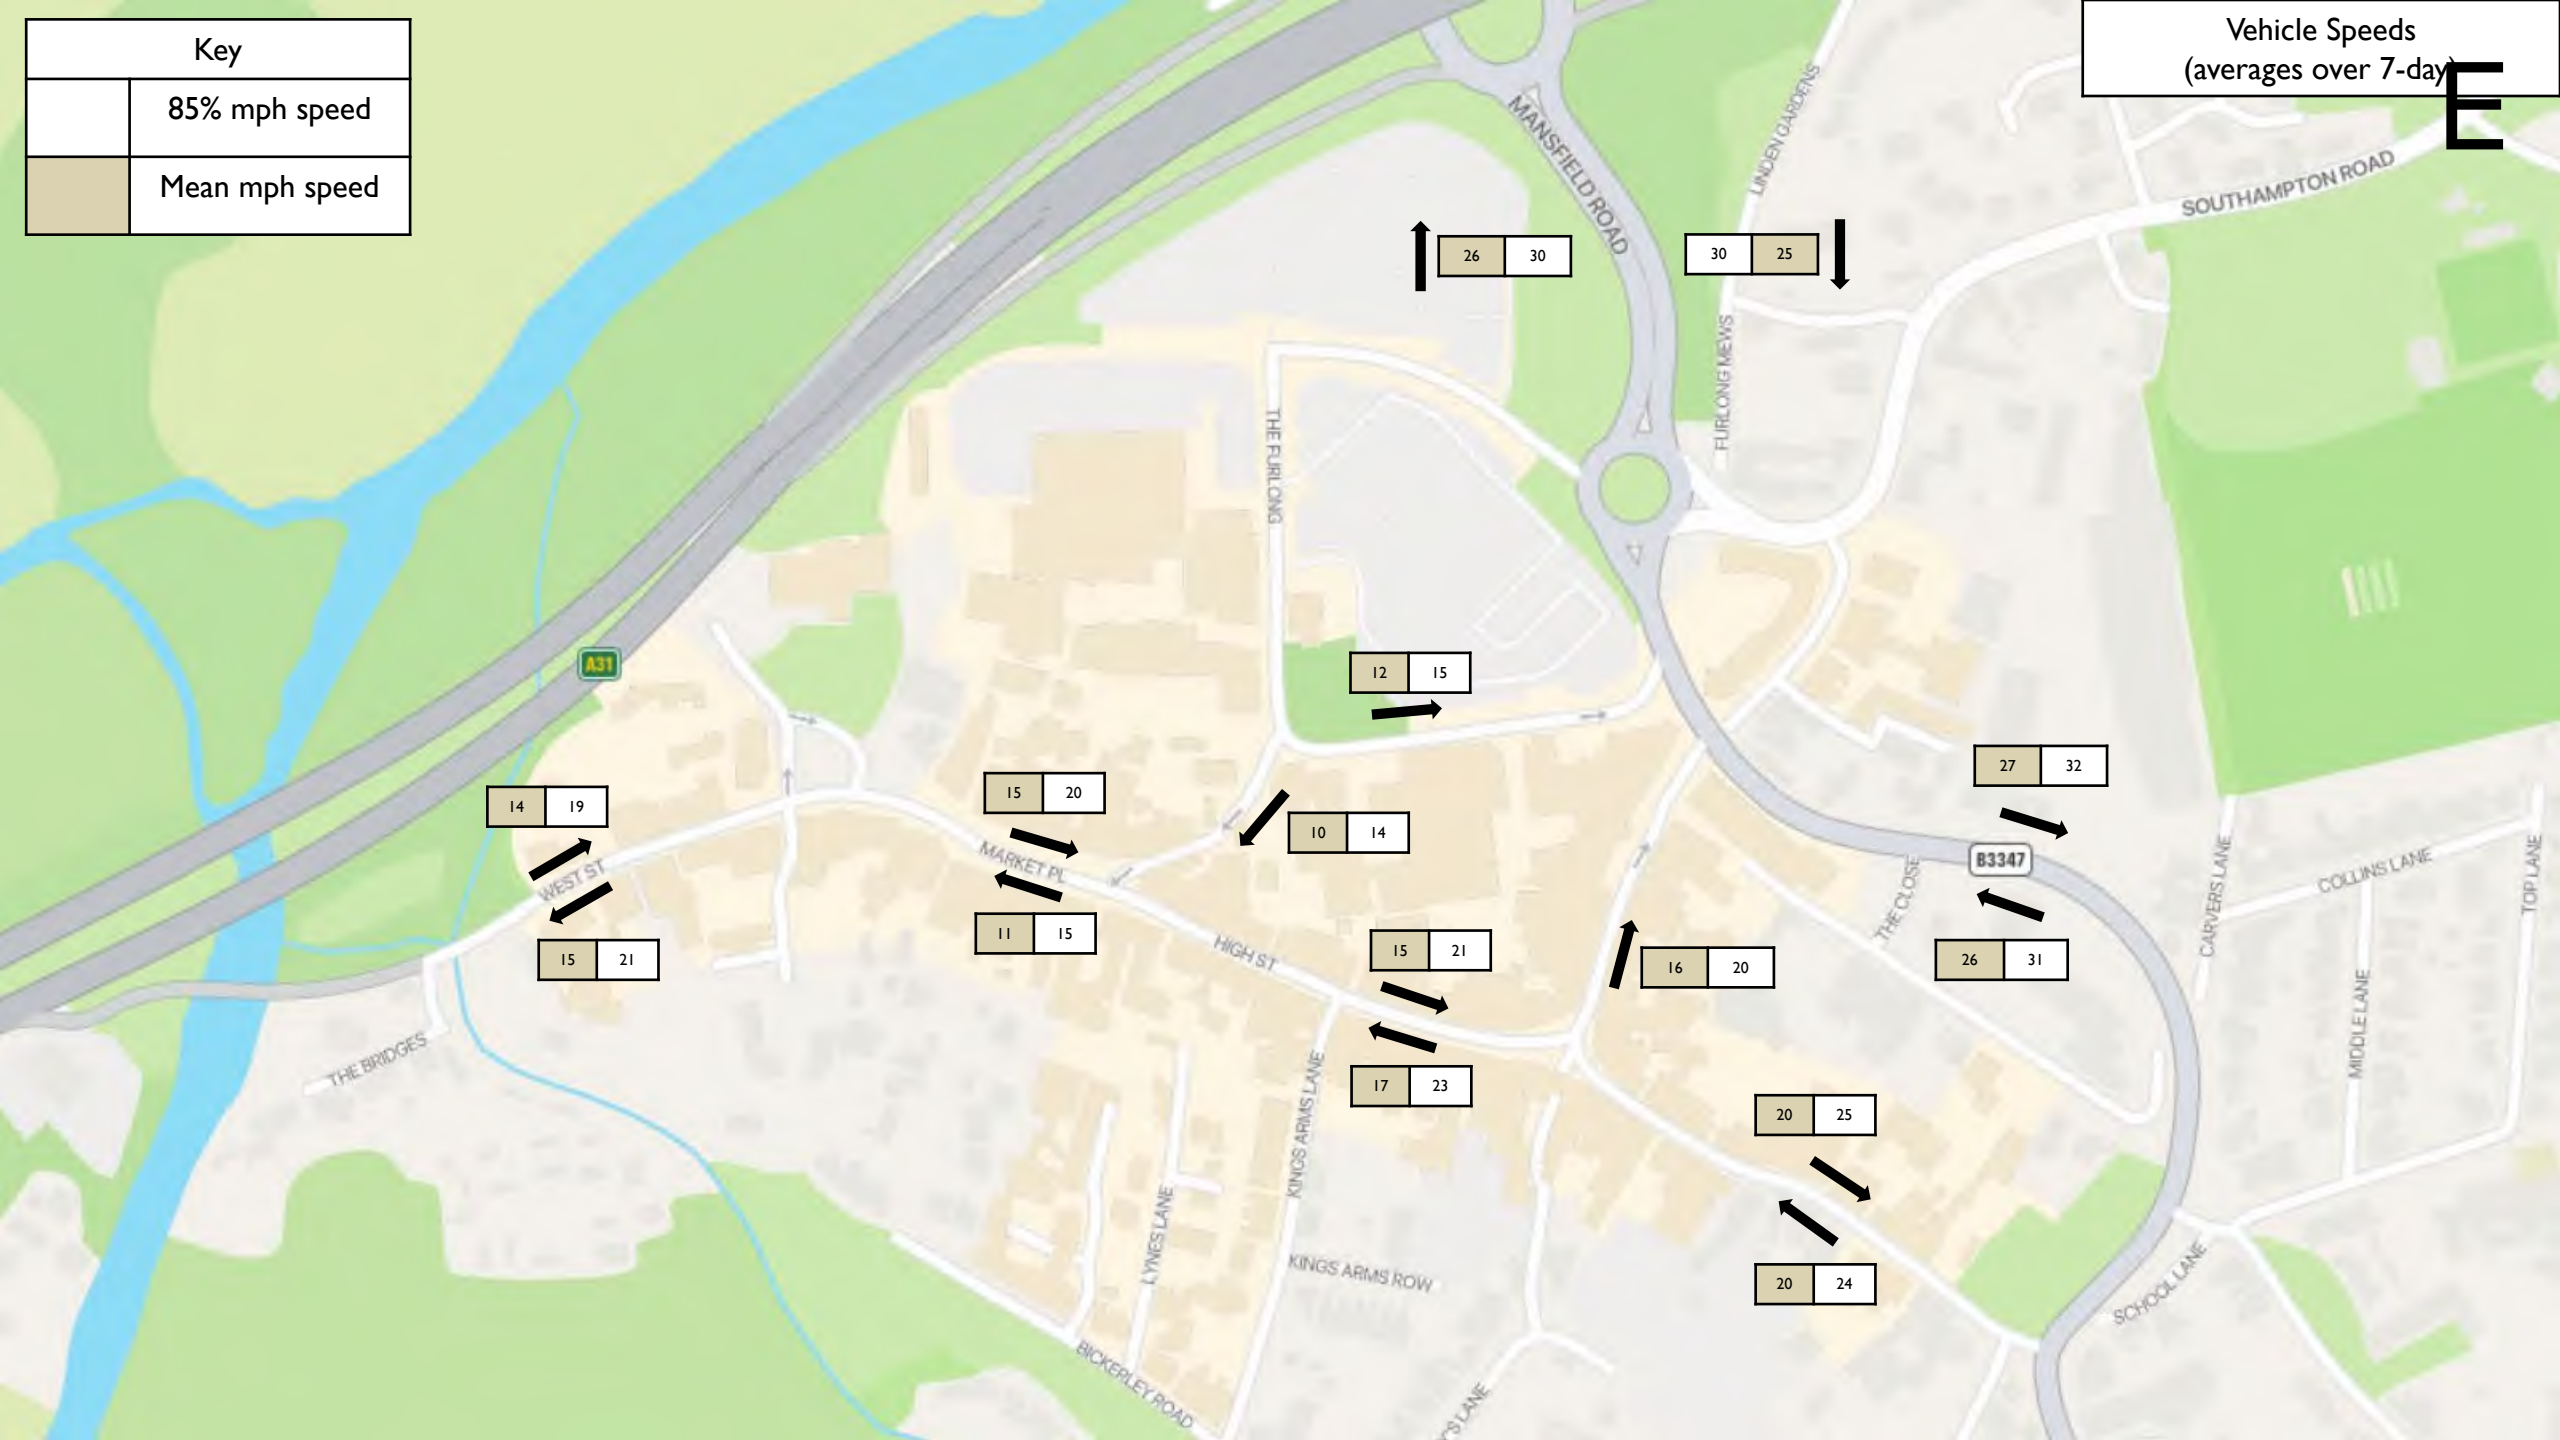 Key
85% mph speed
Mean mph speed
Vehicle Speeds
(averages over 7-day)
E
MANSFIELD ROAD
LINDEN GARDENS
SOUTHAMPTON ROAD
26 30
30 25
FURLONG MEWS
THE FURLONG
A31
12 15
27 32
14 19
15 20
10 14
WEST ST
MARKET PL
B3347
THE CLOSE
CARVERS LANE
COLLINS LANE
TOP LANE
15 21
11 15
HIGH ST
15 21
16 20
26 31
THE BRIDGES
17 23
KINGS ARMS LANE
MIDDLE LANE
20 25
LYNES LANE
KINGS ARMS ROW
20 24
SCHOOL LANE
BICKERLEY ROAD
LANE